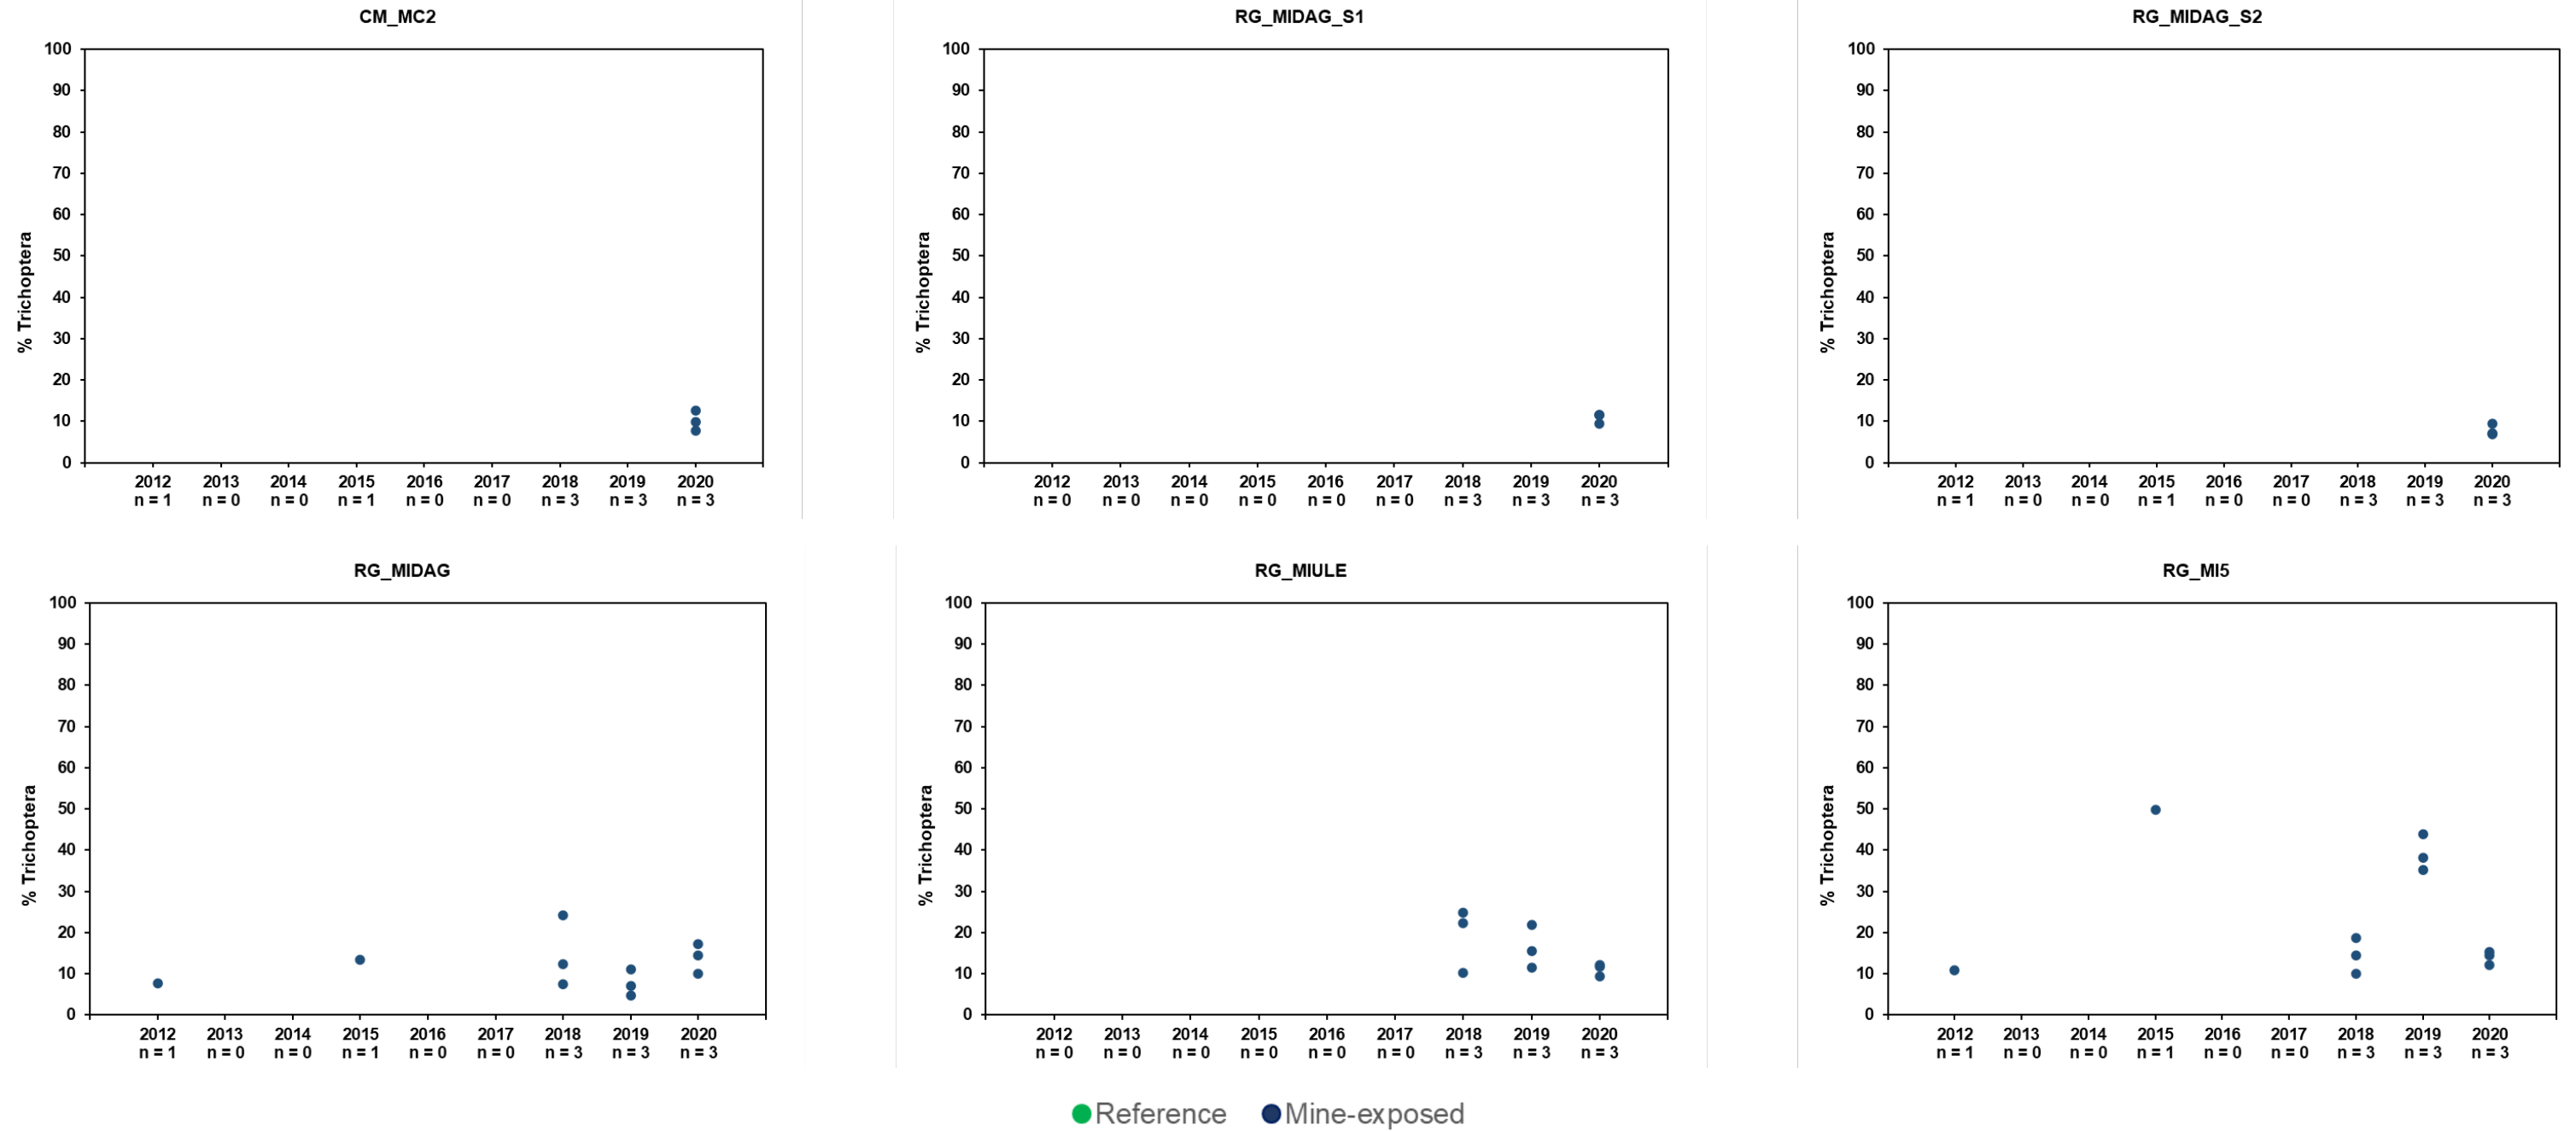 CM_MC2
% Trichoptera
100
90
80
70
60
50
40
30
20
10
0
2012 2013 2014 2015 2016 2017 2018 2019 2020
n = 1 n = 0 n = 0 n = 1 n = 0 n = 0 n = 3 n = 3 n = 3
RG_MIDAG_S1
% Trichoptera
100
90
80
70
60
50
40
30
20
10
0
2012 2013 2014 2015 2016 2017 2018 2019 2020
n = 0 n = 0 n = 0 n = 0 n = 0 n = 0 n = 3 n = 3 n = 3
RG_MIDAG_S2
% Trichoptera
100
90
80
70
60
50
40
30
20
10
0
2012 2013 2014 2015 2016 2017 2018 2019 2020
n = 1 n = 0 n = 0 n = 1 n = 0 n = 0 n = 3 n = 3 n = 3
RG_MIDAG
% Trichoptera
100
90
80
70
60
50
40
30
20
10
0
2012 2013 2014 2015 2016 2017 2018 2019 2020
n = 1 n = 0 n = 0 n = 1 n = 0 n = 0 n = 3 n = 3 n = 3
RG_MIULE
% Trichoptera
100
90
80
70
60
50
40
30
20
10
0
2012 2013 2014 2015 2016 2017 2018 2019 2020
n = 0 n = 0 n = 0 n = 0 n = 0 n = 0 n = 3 n = 3 n = 3
RG_MI5
% Trichoptera
100
90
80
70
60
50
40
30
20
10
0
2012 2013 2014 2015 2016 2017 2018 2019 2020
n = 1 n = 0 n = 0 n = 1 n = 0 n = 0 n = 3 n = 3 n = 3
Reference Mine-exposed